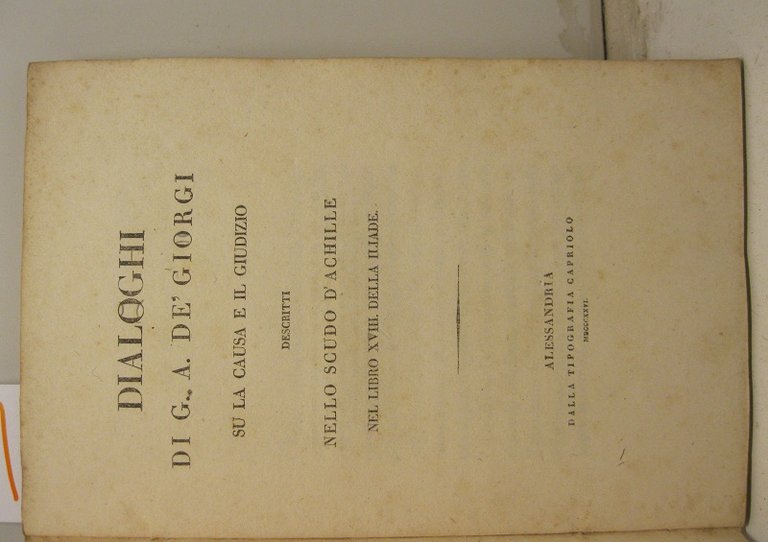 DIALOGHI
DI G. A. DE' GIORGI
SU LA CAUSA E IL GIUDIZIO
DESCRITTI
NELLO SCUDO D'ACHILLE
NEL LIBRO XVIII. DELLA ILIADE.
ALESSANDRIA
DALLA TIPOGRAFIA CAPRIOLO
MDCCCXXVI.